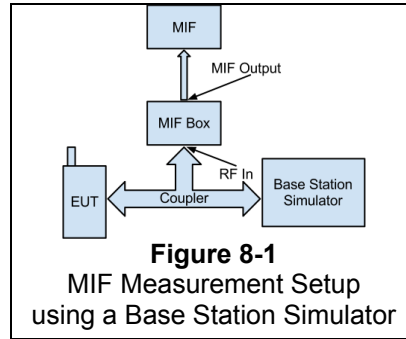 MIF
MIF Output
MIF Box
RF In
EUT
Coupler
Base Station
Simulator
Figure 8-1
MIF Measurement Setup
using a Base Station Simulator